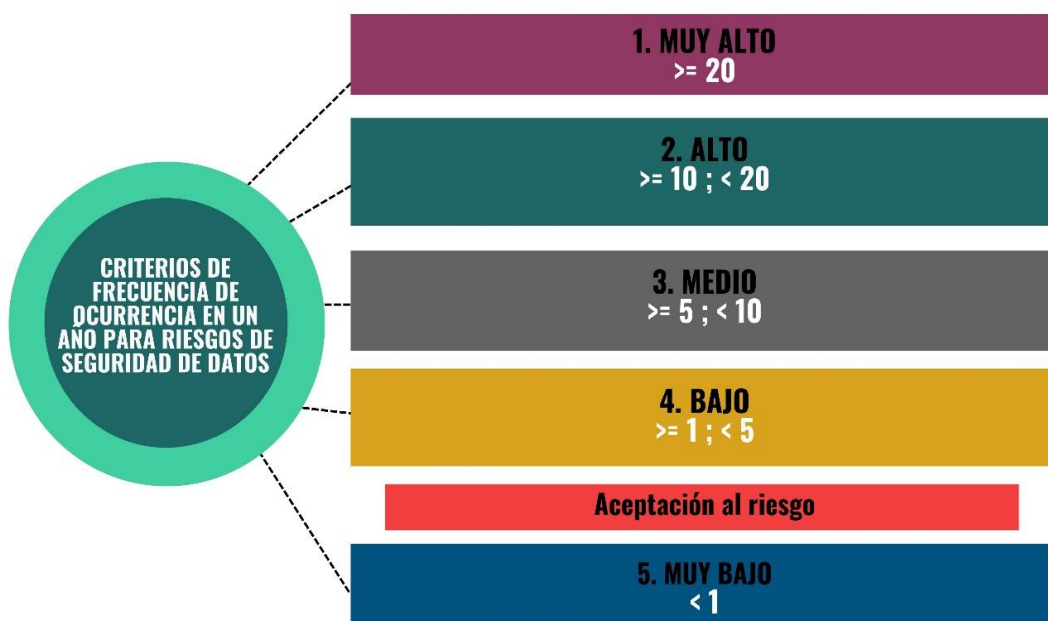 1. MUY ALTO
>= 20
2. ALTO
>= 10 ; < 20
CRITERIOS DE
FRECUENCIA DE
OCURRENCIA EN UN
AÑO PARA RIESGOS DE
SEGURIDAD DE DATOS
3. MEDIO
>= 5 ; < 10
4. BAJO
>= 1 ; < 5
Aceptación al riesgo
5. MUY BAJO
< 1